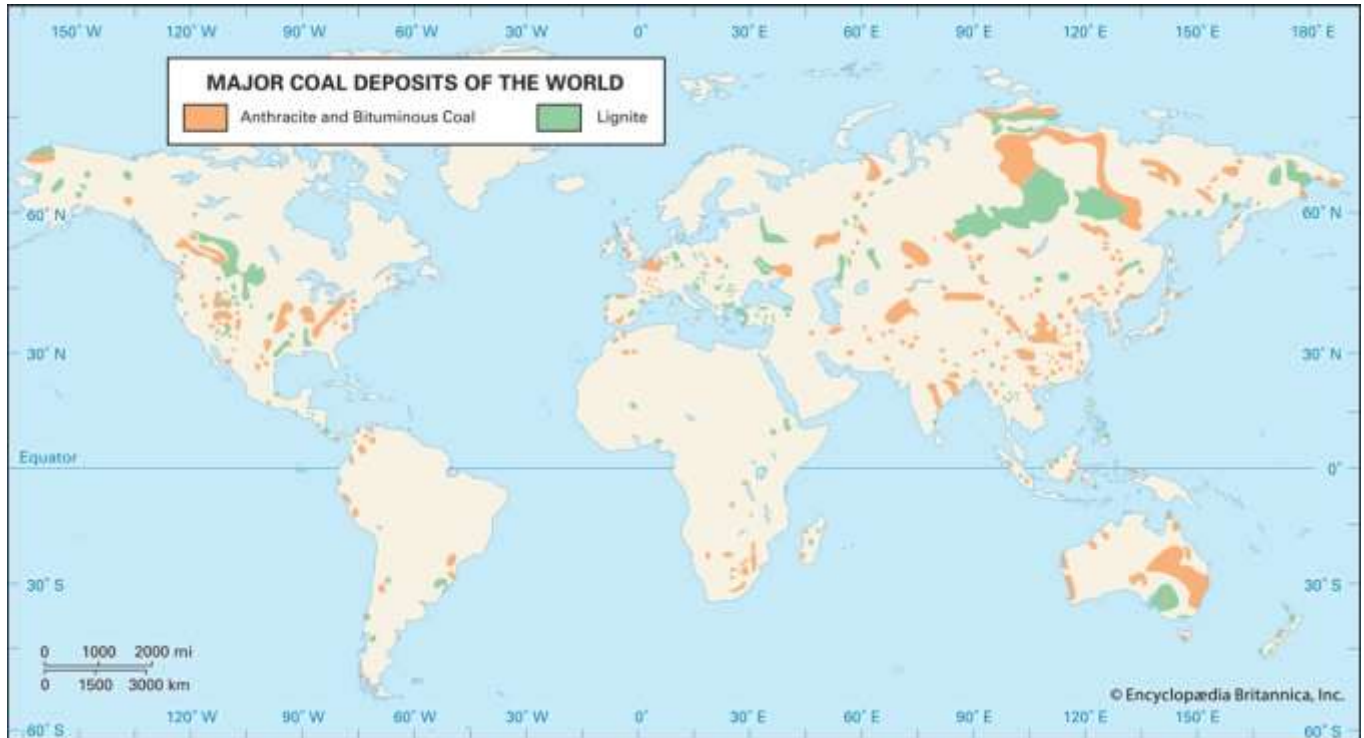 150° W 120° W 90° W 60° W 30° W 0° 30° E 60° E 90° E 120° E 150° E 180° E
MAJOR COAL DEPOSITS OF THE WORLD
Anthracite and Bituminous Coal Lignite
60° N 60° N
30° N 30° N
Equator 0°
30° S 30° S
0 1000 2000 mi
0 1500 3000 km
© Encyclopædia Britannica, Inc.
120° W 90° W 60° W 30° W 0° 30° E 60° E 90° E 120° E 150° E
60° S 60° S